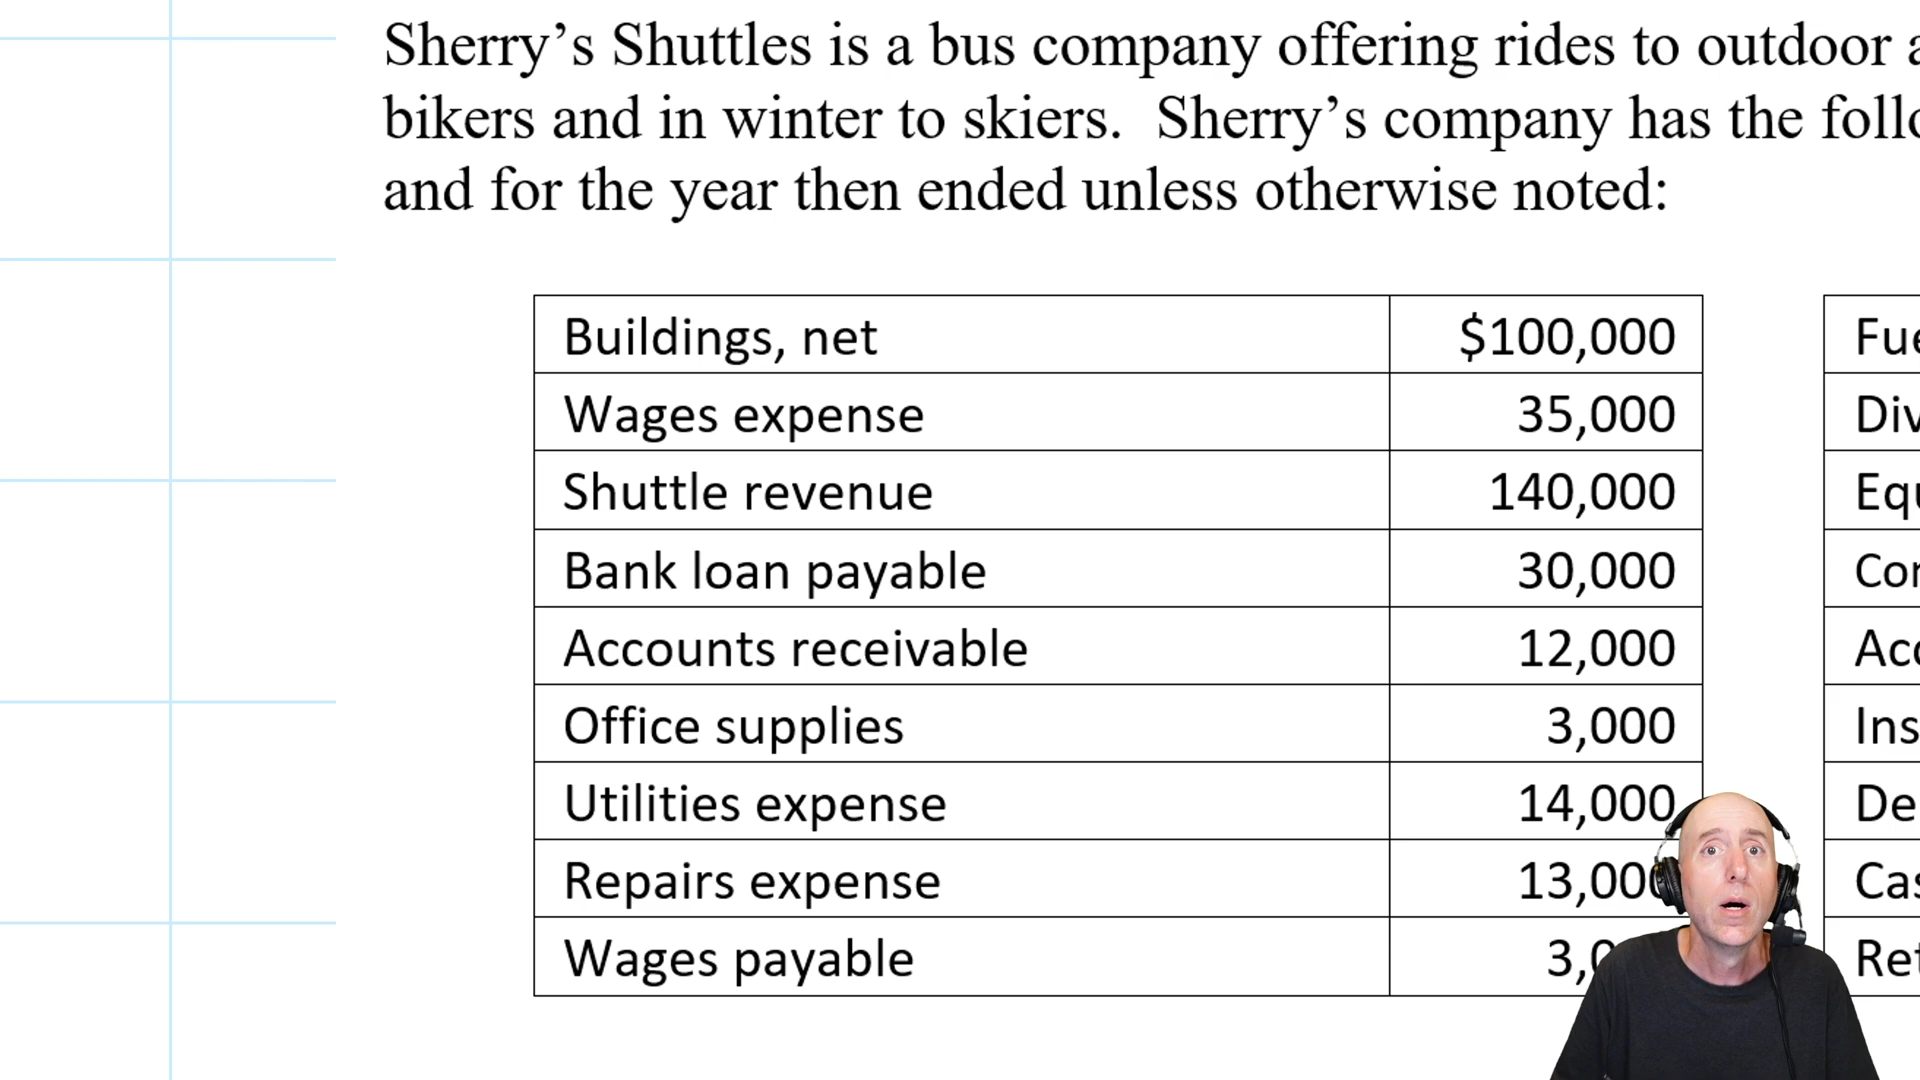 Sherry’s Shuttles is a bus company offering rides to outdoor
bikers and in winter to skiers.  Sherry’s company has the
and for the year then ended unless otherwise noted:
Buildings, net $100,000
Wages expense 35,000
Shuttle revenue 140,000
Bank loan payable 30,000
Accounts receivable 12,000
Office supplies 3,000
Utilities expense 14,000
Repairs expense 13,00
Wages payable